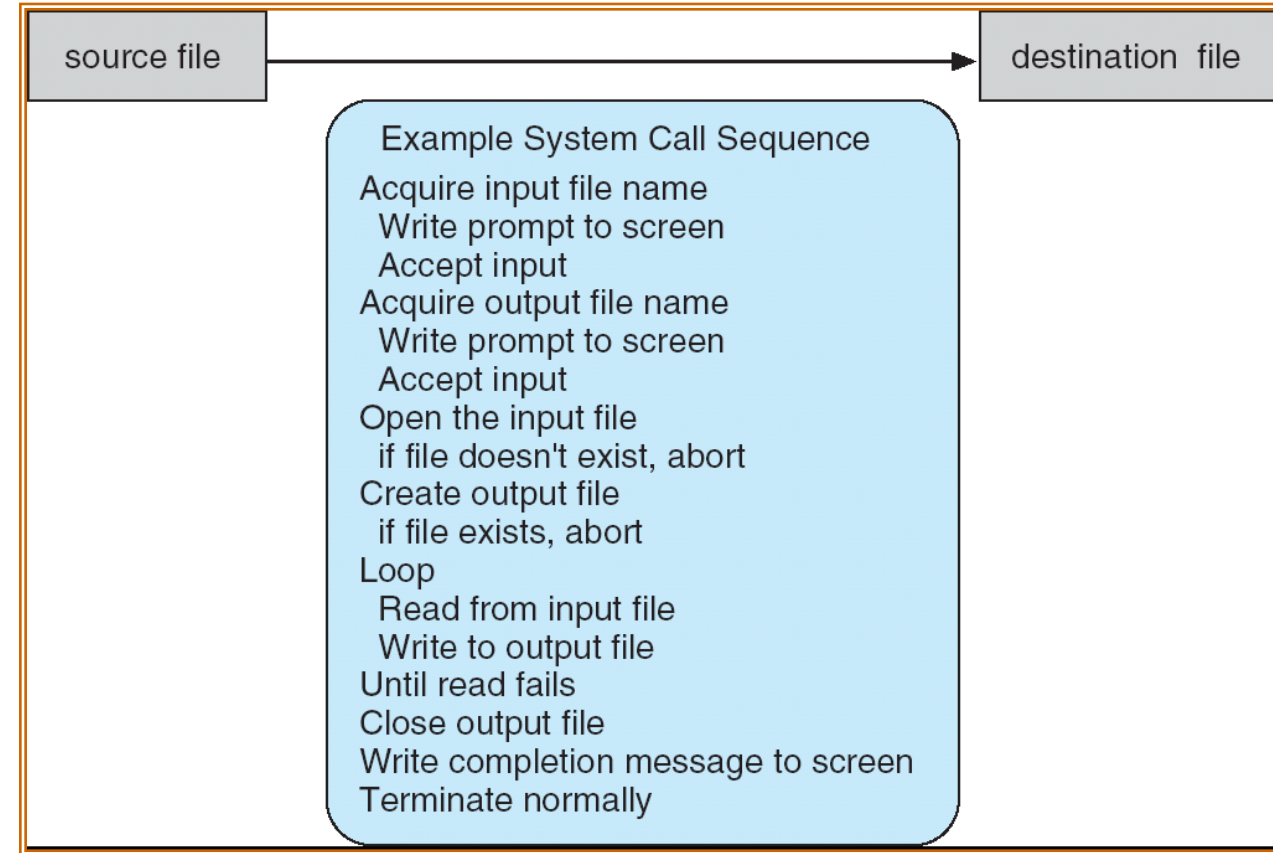 source file
destination file
Example System Call Sequence
Acquire input file name
Write prompt to screen
Accept input
Acquire output file name
Write prompt to screen
Accept input
Open the input file
if file doesn't exist, abort
Create output file
if file exists, abort
Loop
Read from input file
Write to output file
Until read fails
Close output file
Write completion message to screen
Terminate normally